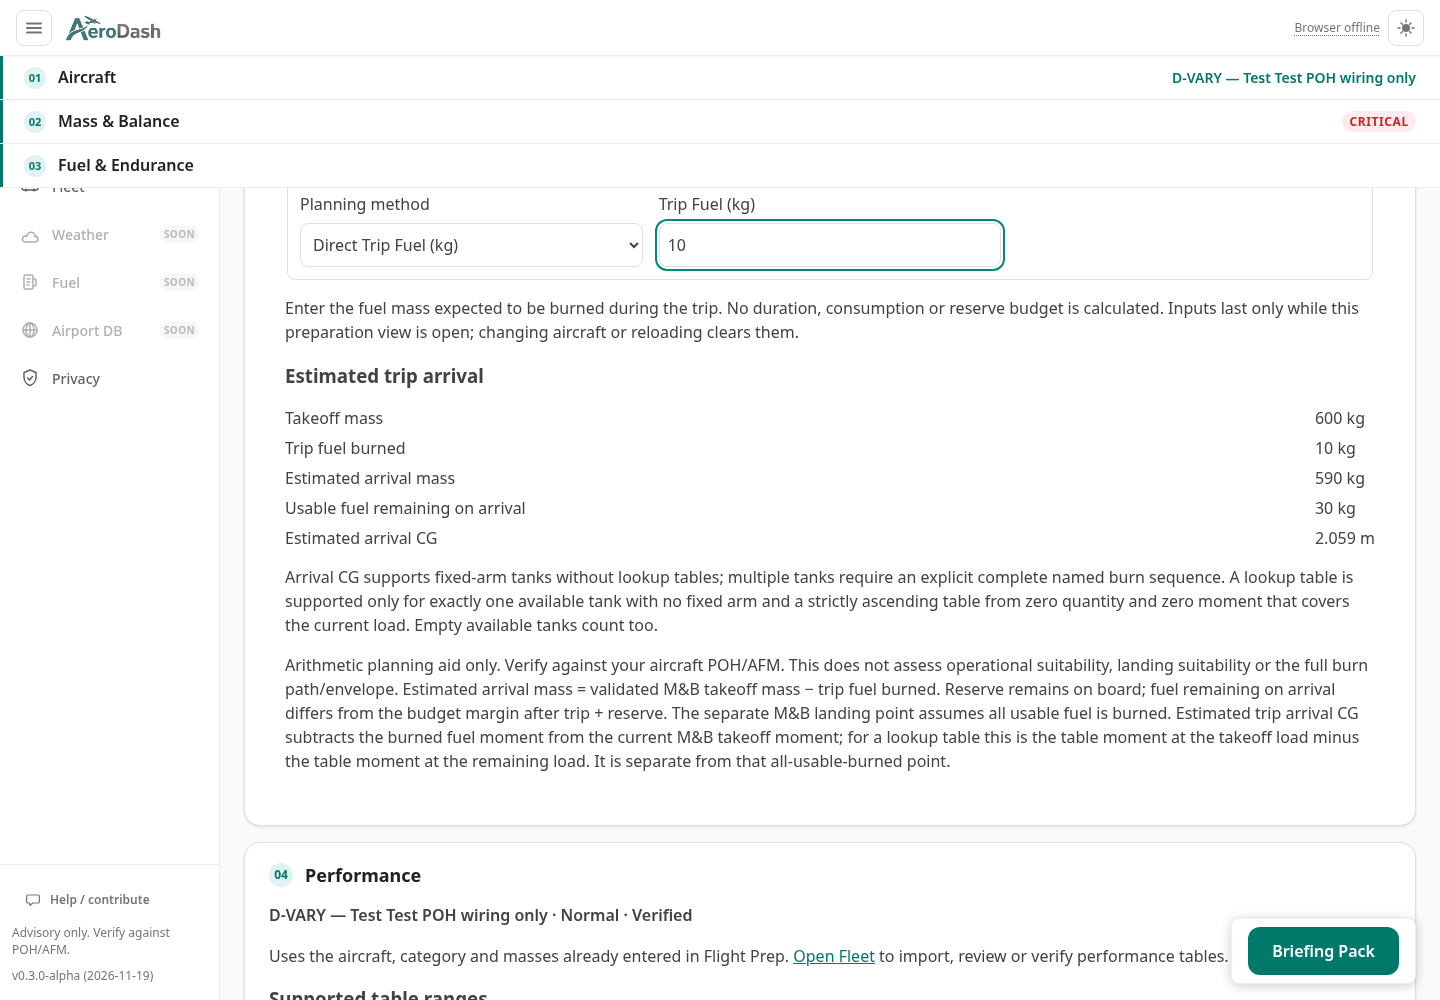 AeroDash
Browser offline
01 Aircraft D-VARY — Test Test POH wiring only
02 Mass & Balance CRITICAL
03 Fuel & Endurance
Fleet
Weather SOON
Fuel SOON
Airport DB SOON
Privacy
Help / contribute
Advisory only. Verify against
POH/AFM.
v0.3.0-alpha (2026-11-19)
Planning method Trip Fuel (kg)
Direct Trip Fuel (kg) 10
Enter the fuel mass expected to be burned during the trip. No duration, consumption or reserve budget is calculated. Inputs last only while this
preparation view is open; changing aircraft or reloading clears them.
Estimated trip arrival
Takeoff mass 600 kg
Trip fuel burned 10 kg
Estimated arrival mass 590 kg
Usable fuel remaining on arrival 30 kg
Estimated arrival CG 2.059 m
Arrival CG supports fixed-arm tanks without lookup tables; multiple tanks require an explicit complete named burn sequence. A lookup table is
supported only for exactly one available tank with no fixed arm and a strictly ascending table from zero quantity and zero moment that covers
the current load. Empty available tanks count too.
Arithmetic planning aid only. Verify against your aircraft POH/AFM. This does not assess operational suitability, landing suitability or the full burn
path/envelope. Estimated arrival mass = validated M&B takeoff mass − trip fuel burned. Reserve remains on board; fuel remaining on arrival
differs from the budget margin after trip + reserve. The separate M&B landing point assumes all usable fuel is burned. Estimated trip arrival CG
subtracts the burned fuel moment from the current M&B takeoff moment; for a lookup table this is the table moment at the takeoff load minus
the table moment at the remaining load. It is separate from that all-usable-burned point.
04 Performance
D-VARY — Test Test POH wiring only · Normal · Verified
Uses the aircraft, category and masses already entered in Flight Prep. Open Fleet to import, review or verify performance tables.
Briefing Pack
Supported table ranges